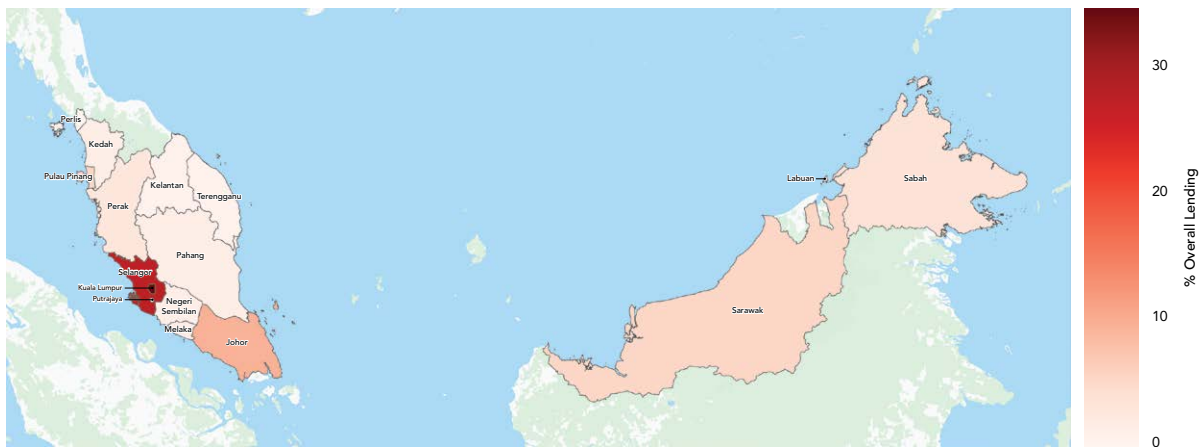 Perlis
Kedah
Pulau Pinang
Perak
Kelantan
Terengganu
Pahang
Selangor
Kuala Lumpur
Putrajaya
Negeri
Sembilan
Melaka
Johor
Labuan
Sabah
Sarawak
30
20
10
0
% Overall Lending